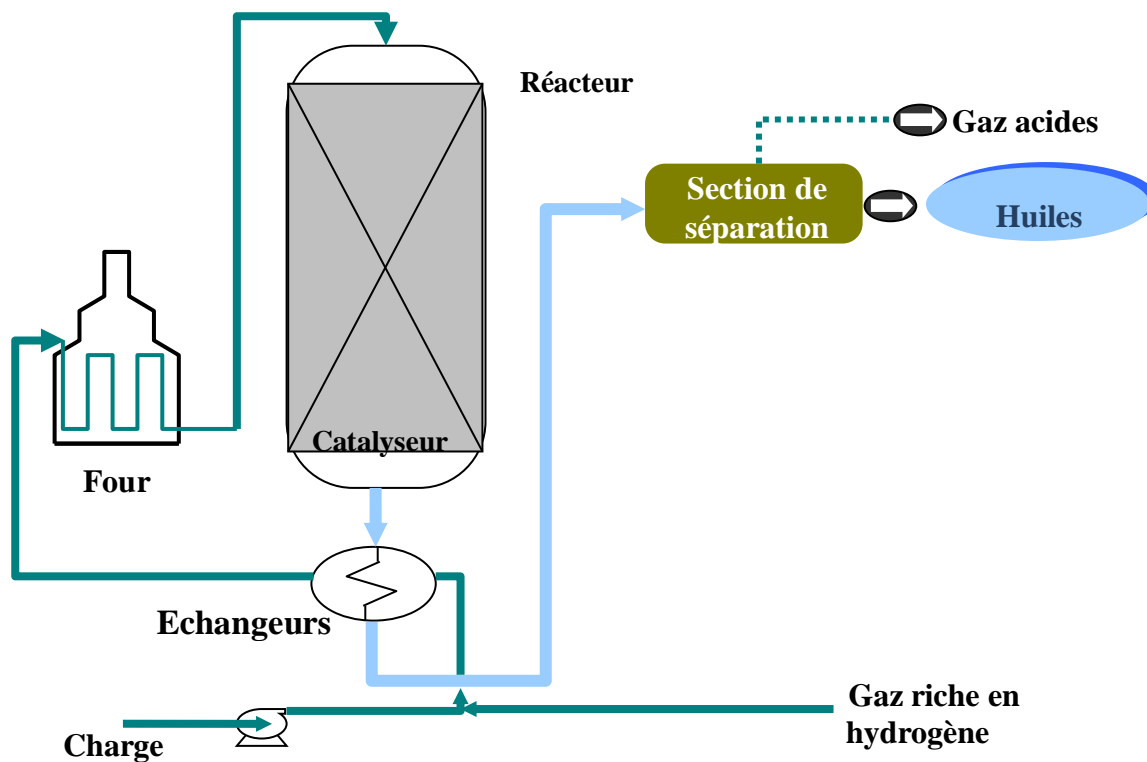 Réacteur
Gaz acides
Section de
séparation
Huiles
Catalyseur
Four
Echangeurs
Gaz riche en
hydrogène
Charge